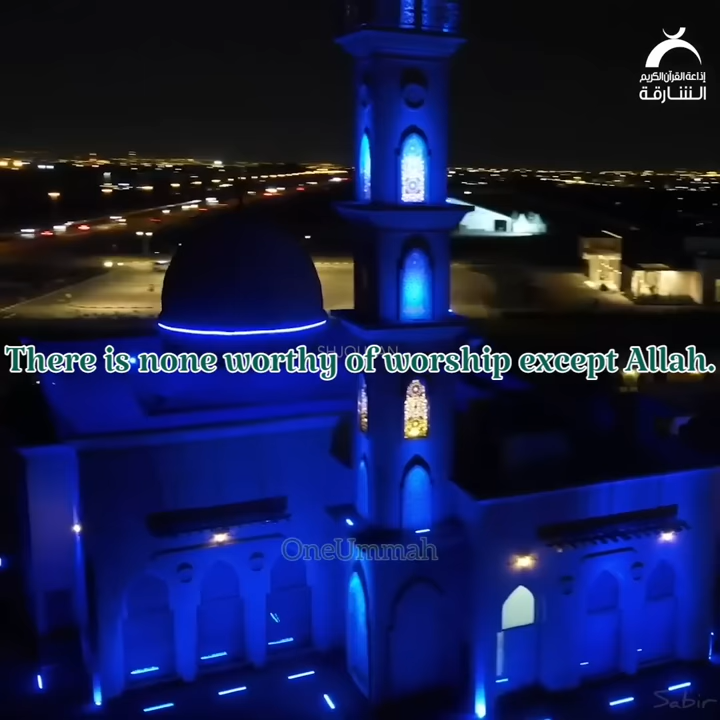 إذاعة القرآن الكريم
الشارقة
There is none worthy of worship except Allah.
OneUmmah
Sabir